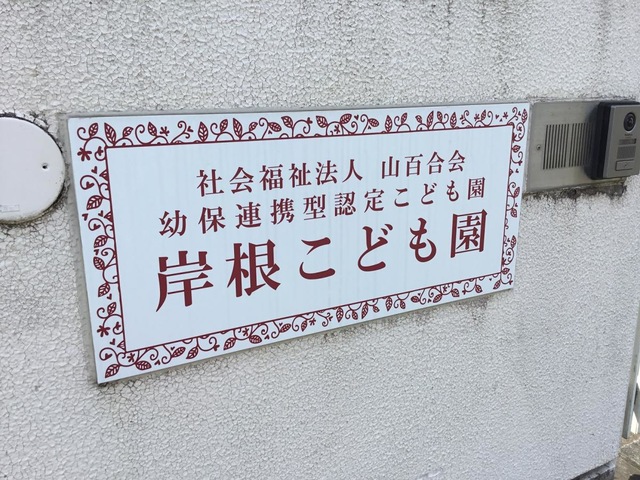 社会福祉法人 山百合会
幼保連携型認定こども園
岸根こども園